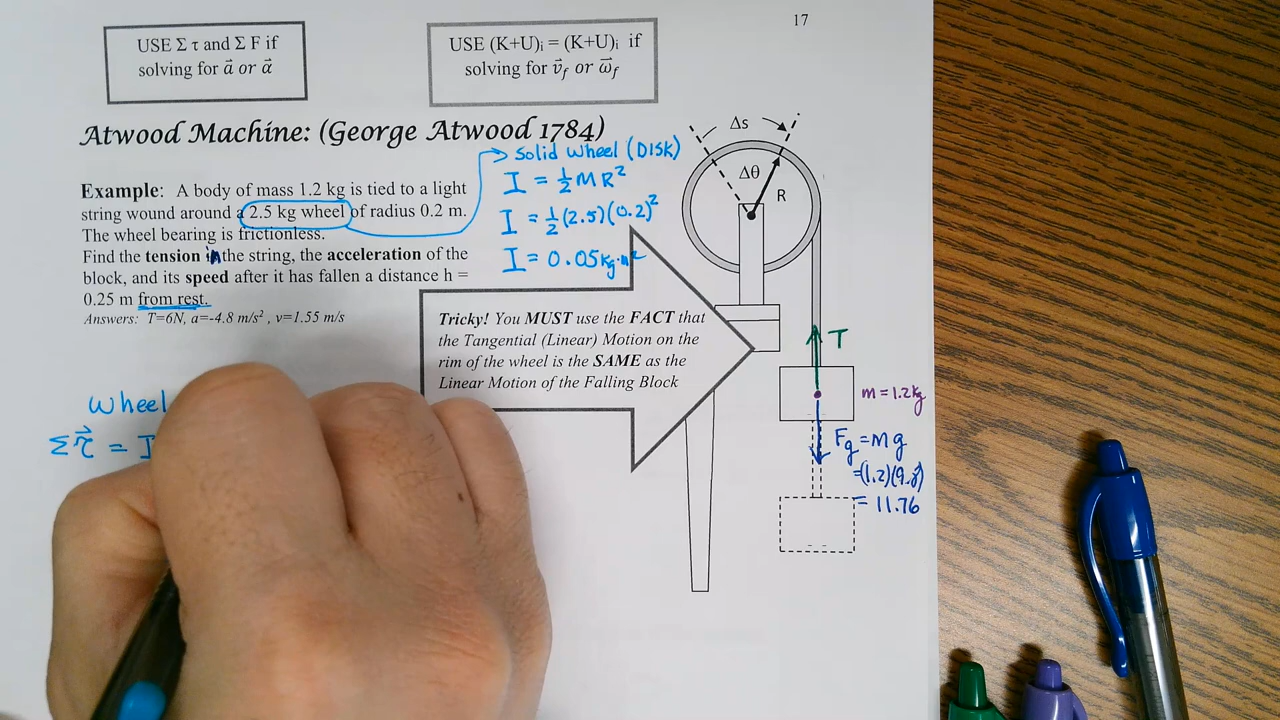 17
USE Σ τ and Σ F if
solving for a⃗ or α⃗
USE (K+U)i = (K+U)i if
solving for v⃗f or ω⃗f
Atwood Machine: (George Atwood 1784)
Example: A body of mass 1.2 kg is tied to a light
string wound around a 2.5 kg wheel of radius 0.2 m.
The wheel bearing is frictionless.
Find the tension in the string, the acceleration of the
block, and its speed after it has fallen a distance h =
0.25 m from rest.
Answers: T=6N, a=-4.8 m/s², v=1.55 m/s
Solid Wheel (DISK)
I = ½MR²
I = ½(2.5)(0.2)²
I = 0.05kg·m²
Tricky! You MUST use the FACT that
the Tangential (Linear) Motion on the
rim of the wheel is the SAME as the
Linear Motion of the Falling Block
Δs
Δθ
R
T
m = 1.2kg
Fg = mg
=(1.2)(9.8)
= 11.76
Wheel
Στ⃗ = I